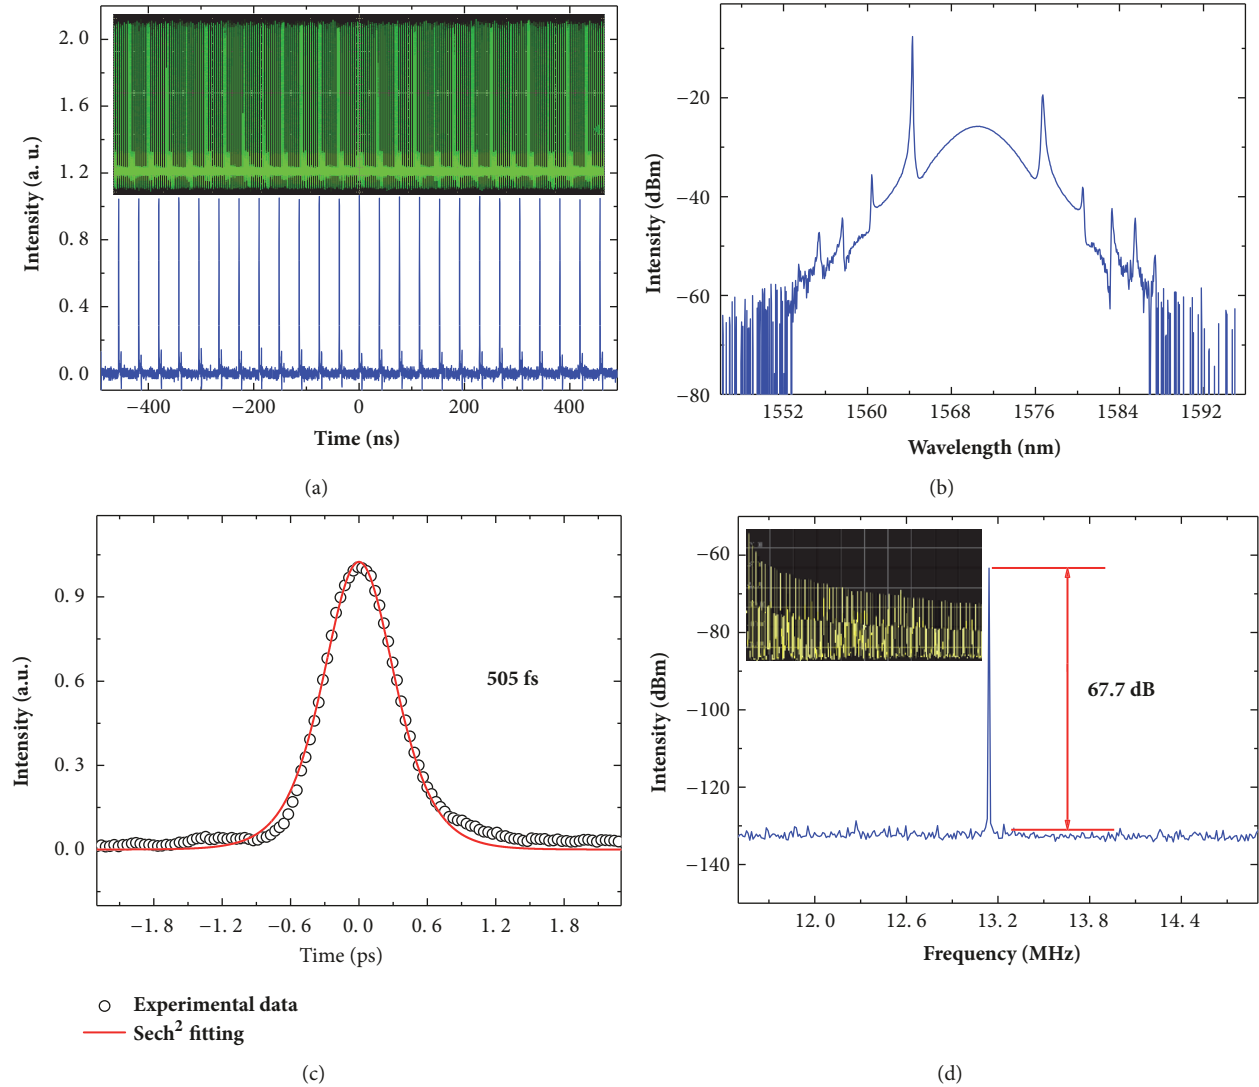 2. 0
1. 6
1. 2
0. 8
0. 4
0. 0
Intensity (a. u.)
−400 −200 0 200 400
Time (ns)
(a)
−20
−40
−60
−80
Intensity (dBm)
1552 1560 1568 1576 1584 1592
Wavelength (nm)
(b)
0. 9
0. 6
0. 3
0. 0
Intensity (a.u.)
505 fs
−1. 8 −1. 2 −0. 6 0. 0 0. 6 1. 2 1. 8
Time (ps)
Experimental data
Sech2 fitting
(c)
−60
−80
−100
−120
−140
Intensity (dBm)
67.7 dB
12. 0 12. 6 13. 2 13. 8 14. 4
Frequency (MHz)
(d)